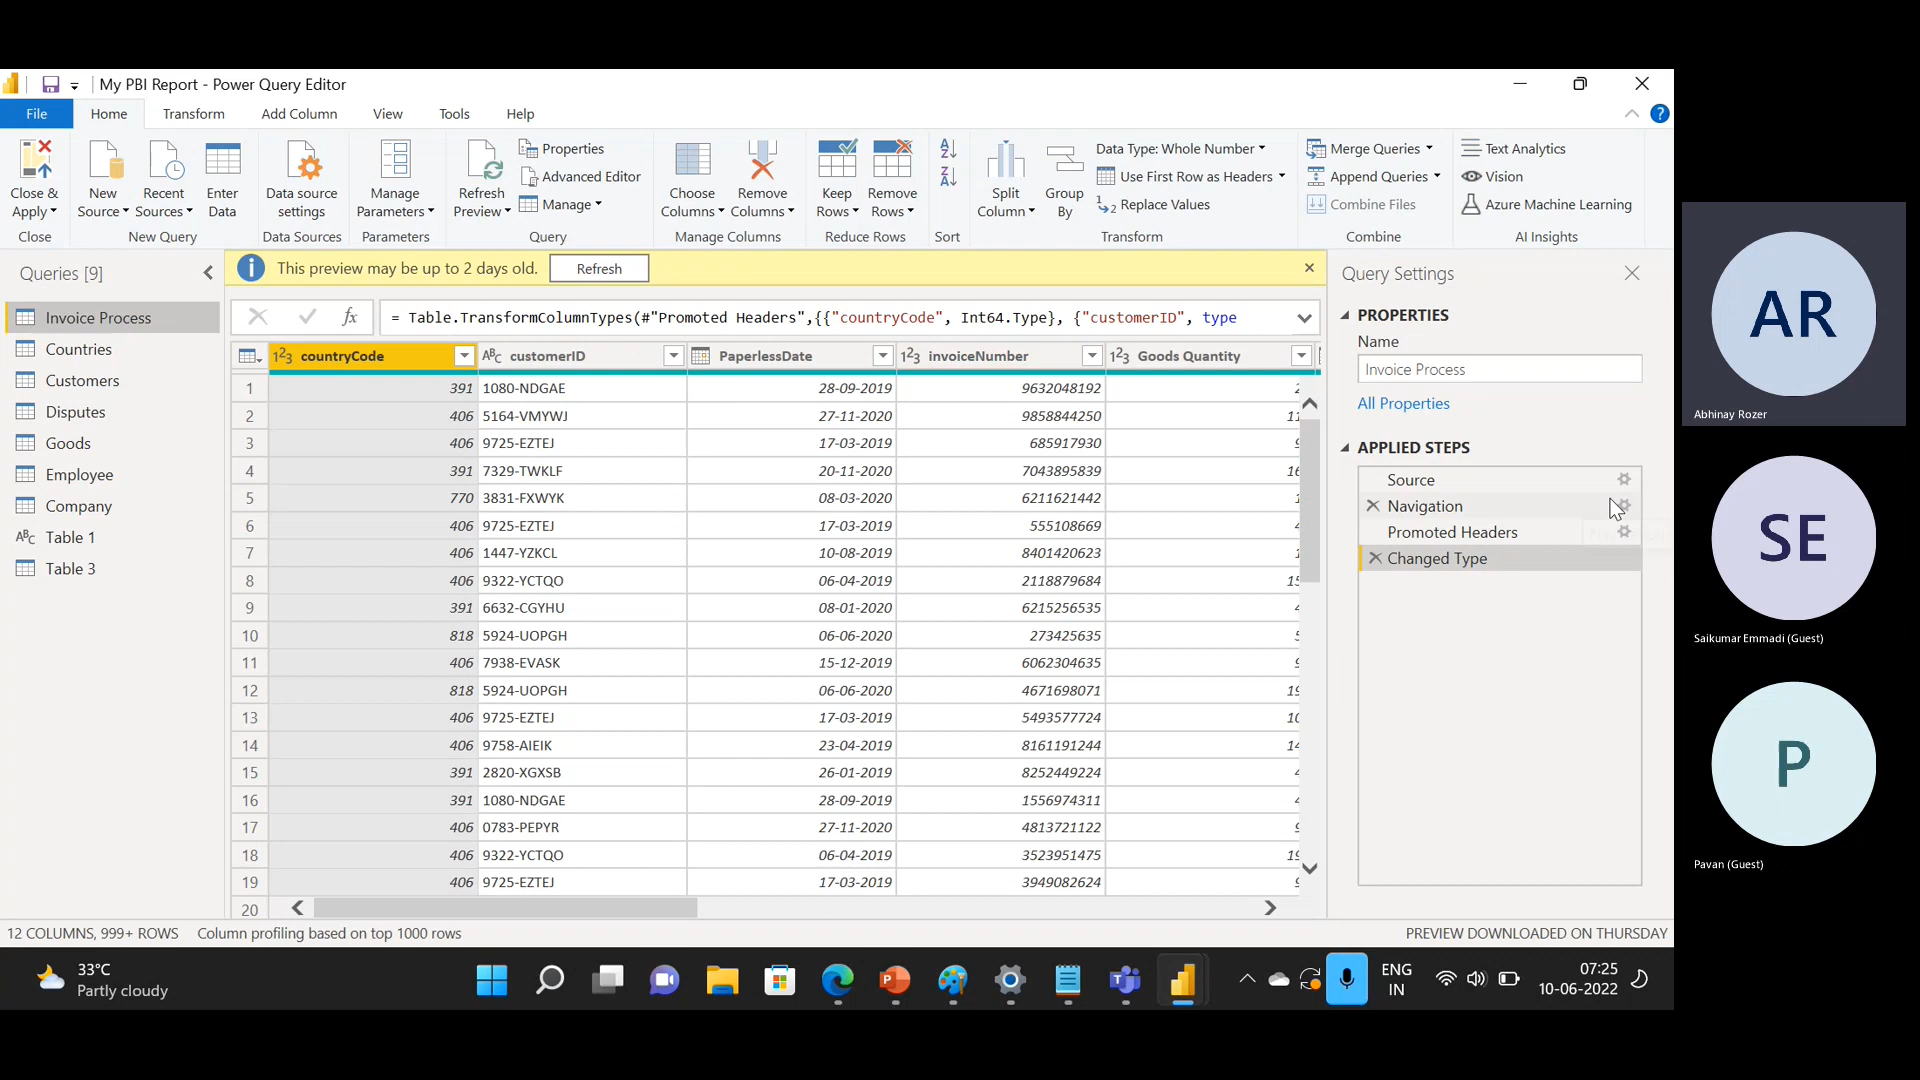 My PBI Report - Power Query Editor
File Home Transform Add Column View Tools Help
Close & Apply
New Source
Recent Sources
Enter Data
Data source settings
Manage Parameters
Refresh Preview
Properties
Advanced Editor
Manage
Choose Columns
Remove Columns
Keep Rows
Remove Rows
Split Column
Group By
Data Type: Whole Number
Use First Row as Headers
Replace Values
Merge Queries
Append Queries
Combine Files
Text Analytics
Vision
Azure Machine Learning
Close New Query Data Sources Parameters Query Manage Columns Reduce Rows Sort Transform Combine AI Insights
Queries [9]
Invoice Process
Countries
Customers
Disputes
Goods
Employee
Company
ABC Table 1
Table 3
This preview may be up to 2 days old. Refresh
fx = Table.TransformColumnTypes(#"Promoted Headers",{{"countryCode", Int64.Type}, {"customerID", type
123 countryCode ABC customerID PaperlessDate 123 invoiceNumber 123 Goods Quantity
1 391 1080-NDGAE 28-09-2019 9632048192
2 406 5164-VMYWJ 27-11-2020 9858844250
3 406 9725-EZTEJ 17-03-2019 685917930
4 391 7329-TWKLF 20-11-2020 7043895839
5 770 3831-FXWYK 08-03-2020 6211621442
6 406 9725-EZTEJ 17-03-2019 555108669
7 406 1447-YZKCL 10-08-2019 8401420623
8 406 9322-YCTQO 06-04-2019 2118879684
9 391 6632-CGYHU 08-01-2020 6215256535
10 818 5924-UOPGH 06-06-2020 273425635
11 406 7938-EVASK 15-12-2019 6062304635
12 818 5924-UOPGH 06-06-2020 4671698071
13 406 9725-EZTEJ 17-03-2019 5493577724
14 406 9758-AIEIK 23-04-2019 8161191244
15 391 2820-XGXSB 26-01-2019 8252449224
16 391 1080-NDGAE 28-09-2019 1556974311
17 406 0783-PEPYR 27-11-2020 4813721122
18 406 9322-YCTQO 06-04-2019 3523951475
19 406 9725-EZTEJ 17-03-2019 3949082624
20
Query Settings
PROPERTIES
Name
Invoice Process
All Properties
APPLIED STEPS
Source
Navigation
Promoted Headers
Changed Type
12 COLUMNS, 999+ ROWS Column profiling based on top 1000 rows
PREVIEW DOWNLOADED ON THURSDAY
33°C
Partly cloudy
ENG
IN
07:25
10-06-2022
AR
Abhinay Rozer
SE
Saikumar Emmadi (Guest)
P
Pavan (Guest)